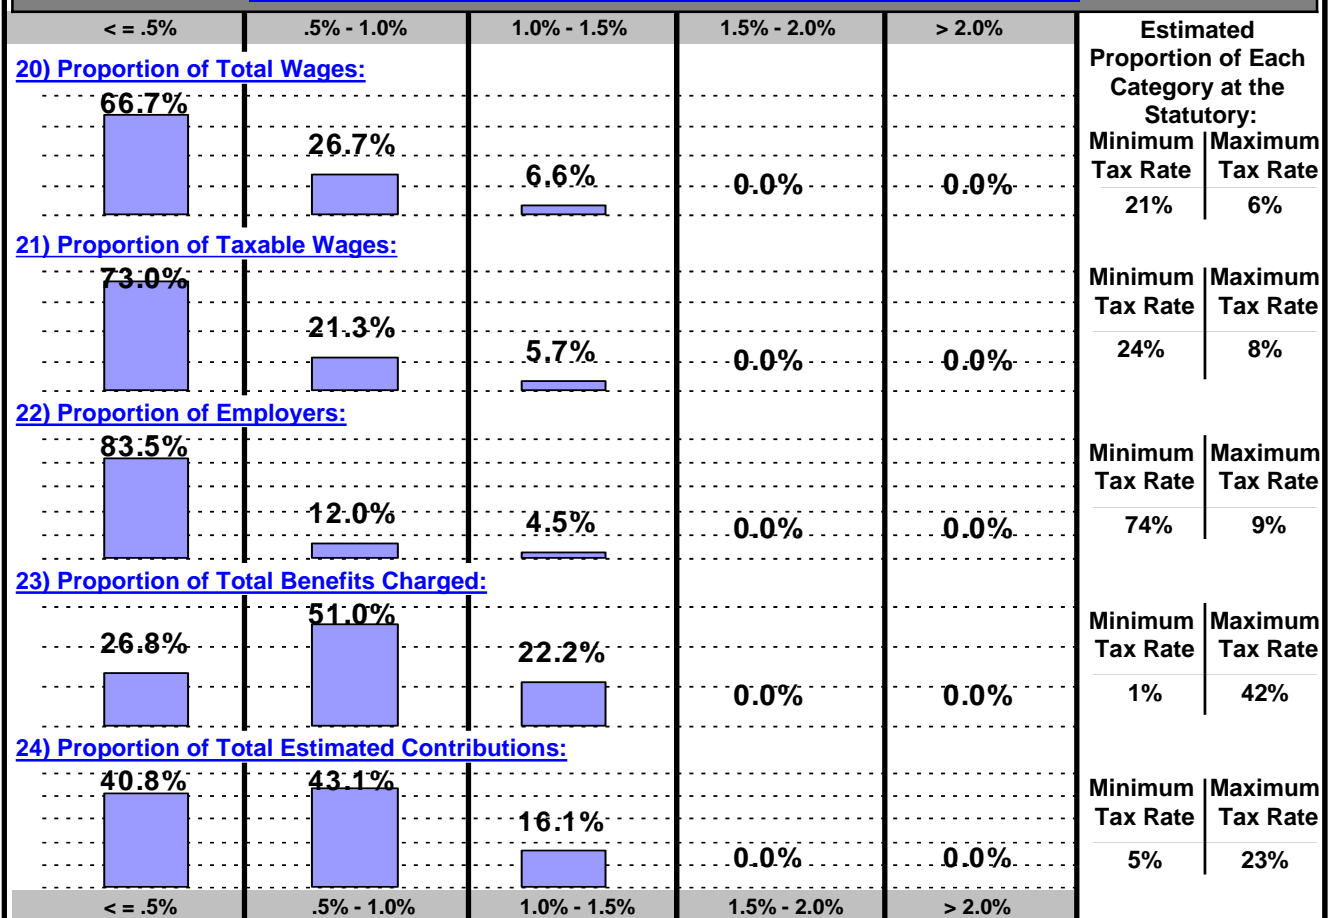 < = .5% .5% - 1.0% 1.0% - 1.5% 1.5% - 2.0% > 2.0%
Estimated
Proportion of Each
Category at the
Statutory:
20) Proportion of Total Wages:
66.7% 26.7% 6.6% 0.0% 0.0%
Minimum Maximum
Tax Rate Tax Rate
21% 6%
21) Proportion of Taxable Wages:
73.0% 21.3% 5.7% 0.0% 0.0%
Minimum Maximum
Tax Rate Tax Rate
24% 8%
22) Proportion of Employers:
83.5% 12.0% 4.5% 0.0% 0.0%
Minimum Maximum
Tax Rate Tax Rate
74% 9%
23) Proportion of Total Benefits Charged:
26.8% 51.0% 22.2% 0.0% 0.0%
Minimum Maximum
Tax Rate Tax Rate
1% 42%
24) Proportion of Total Estimated Contributions:
40.8% 43.1% 16.1% 0.0% 0.0%
Minimum Maximum
Tax Rate Tax Rate
5% 23%
< = .5% .5% - 1.0% 1.0% - 1.5% 1.5% - 2.0% > 2.0%